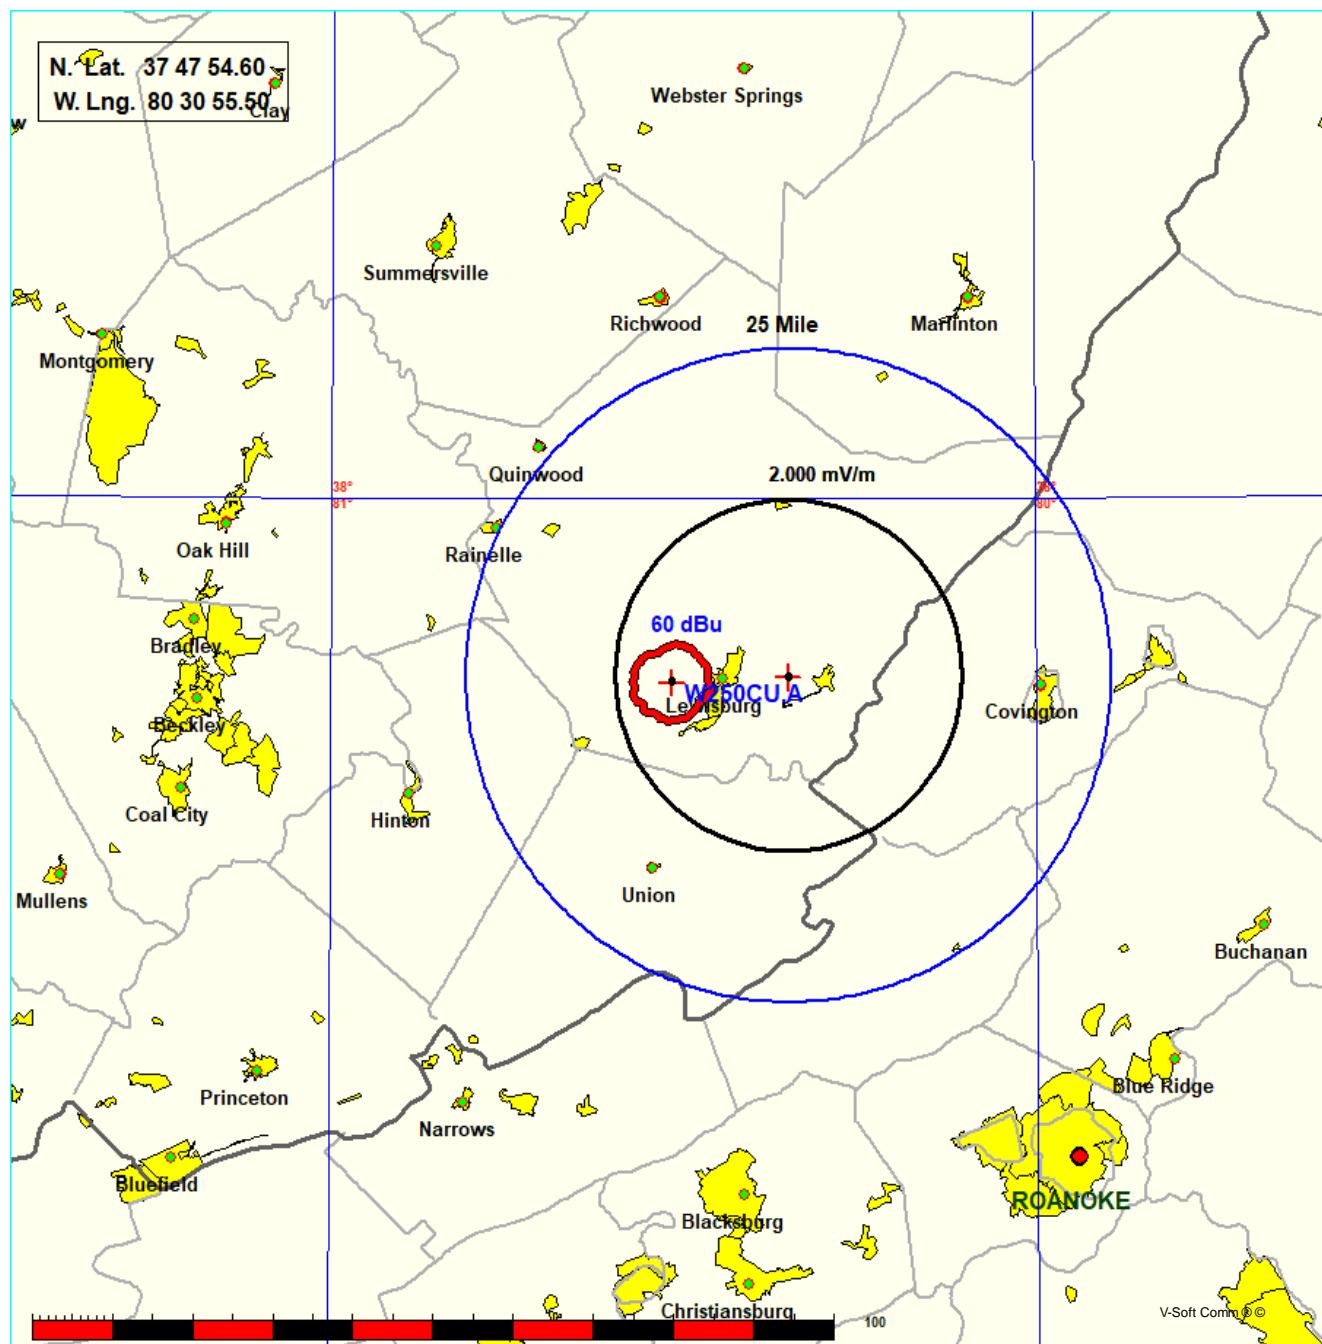 N. Lat. 37 47 54.60
W. Lng. 80 30 55.50
Clay
w
Webster Springs
Summersville
Richwood
25 Mile
Marlinton
Montgomery
Quinwood
2.000 mV/m
38°
81°
38°
80°
Oak Hill
Rainelle
60 dBu
Bradley
W250CU.A
Lewisburg
Covington
Beckley
Coal City
Hinton
Mullens
Union
Buchanan
Princeton
Blue Ridge
Narrows
Bluefield
ROANOKE
Blacksburg
Christiansburg
V-Soft Comm ® ©
100